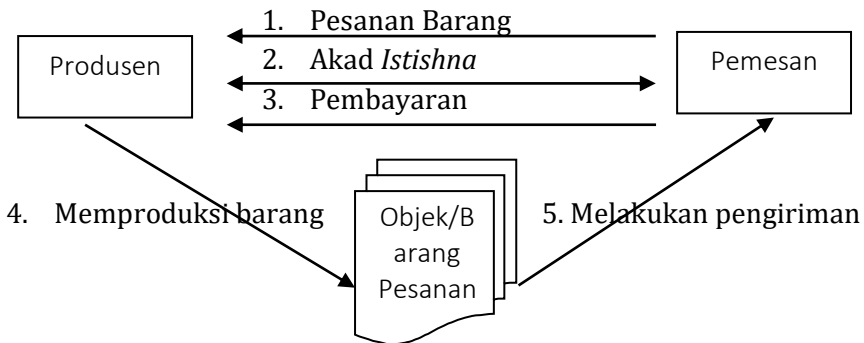 1. Pesanan Barang
Produsen
2. Akad Istishna
Pemesan
3. Pembayaran
4. Memproduksi barang
Objek/B
arang
Pesanan
5. Melakukan pengiriman